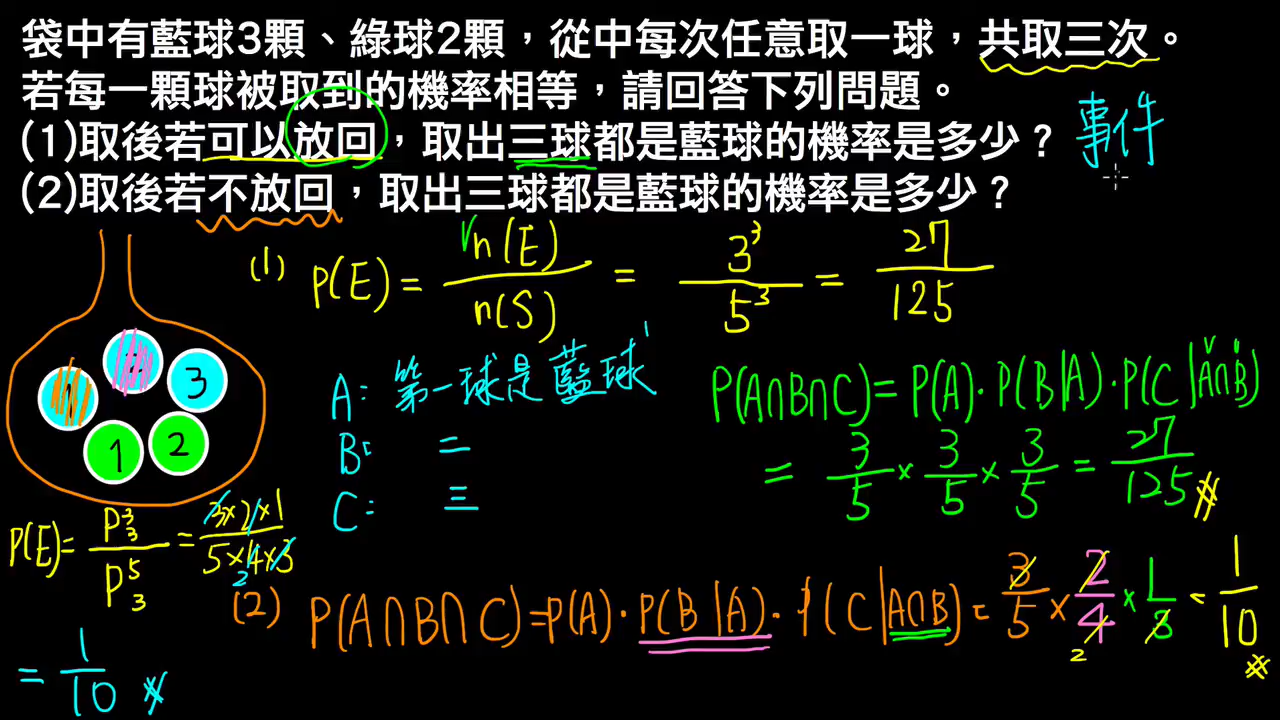 袋中有藍球3顆、綠球2顆，從中每次任意取一球，共取三次。
若每一顆球被取到的機率相等，請回答下列問題。
(1)取後若可以放回，取出三球都是藍球的機率是多少？ 事件
(2)取後若不放回，取出三球都是藍球的機率是多少？
(1) P(E) = n(E)/n(S) = 3³/5³ = 27/125
2 3
1 2
A: 第一球是藍球
B: 二
C: 三
P(A∩B∩C) = P(A)·P(B|A)·P(C|A∩B)
= 3/5 × 3/5 × 3/5 = 27/125
P(E) = P³₃/P⁵₃ = 3×2×1/5×4×3
2
= 1/10
(2) P(A∩B∩C) = P(A)·P(B|A)·P(C|A∩B) = 3/5 × 2/4 × 1/3 = 1/10
2